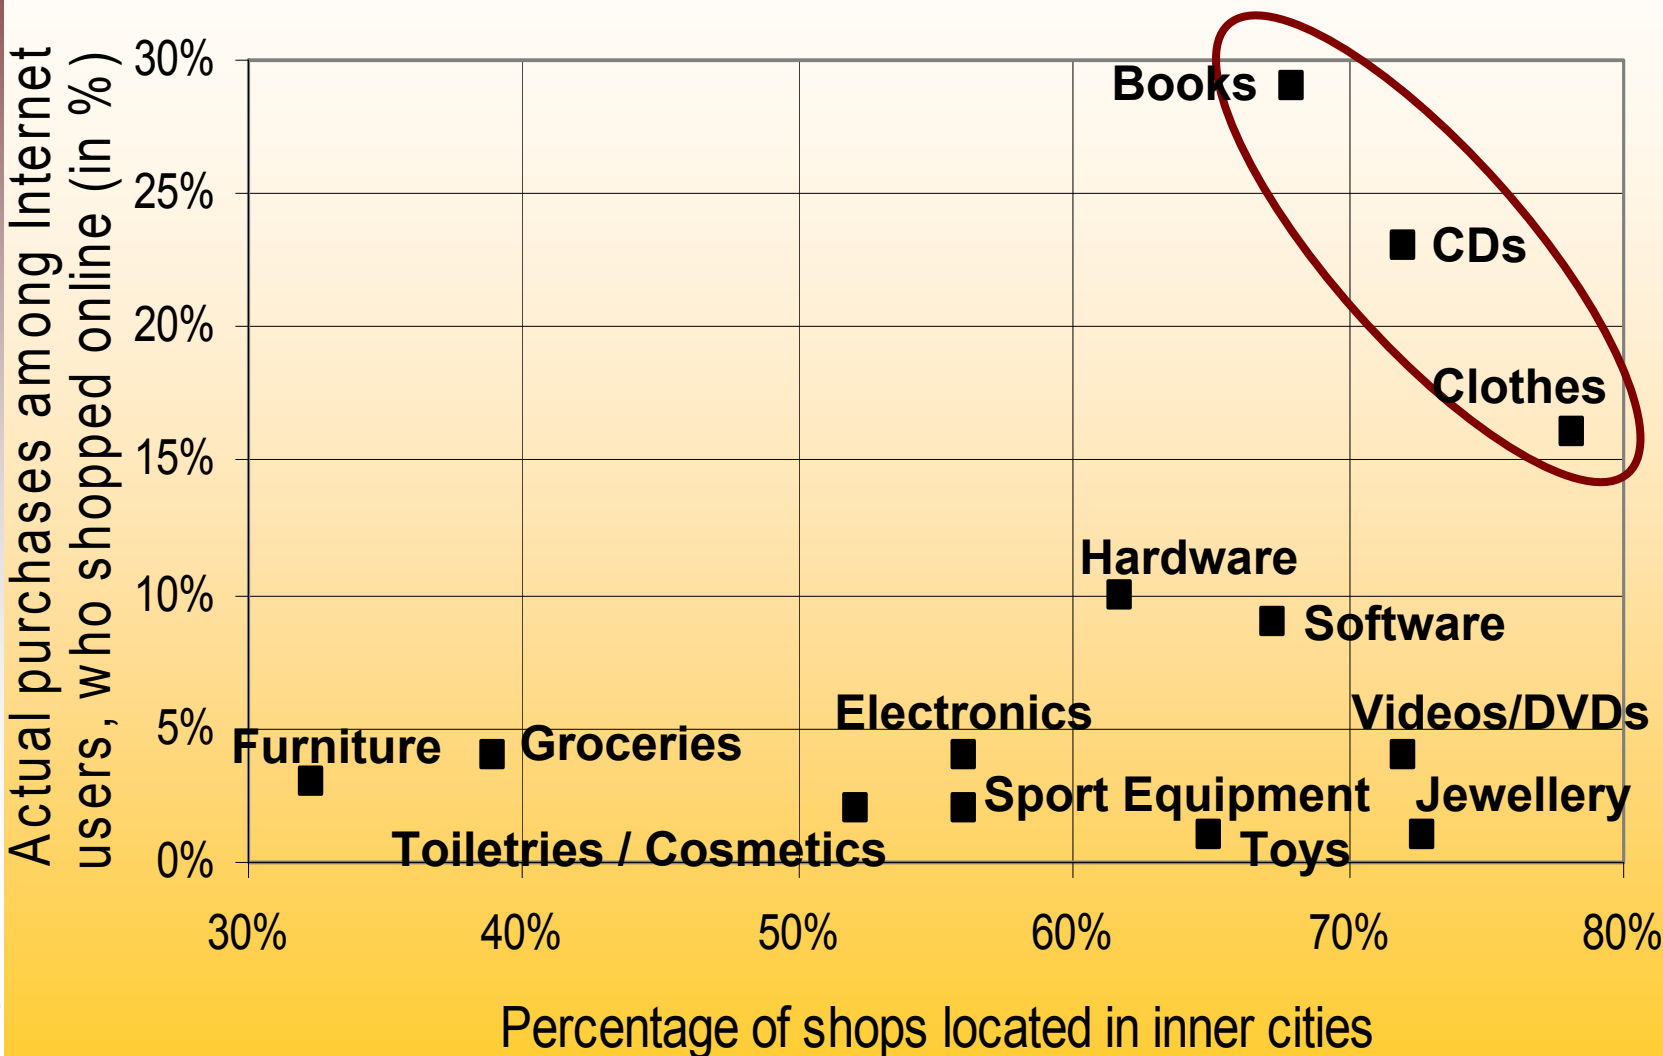 Actual purchases among Internet
users, who shopped online (in %)
30%
25%
20%
15%
10%
5%
0%
Books
CDs
Clothes
Hardware
Software
Electronics
Videos/DVDs
Furniture
Groceries
Sport Equipment
Jewellery
Toiletries / Cosmetics
Toys
30%
40%
50%
60%
70%
80%
Percentage of shops located in inner cities